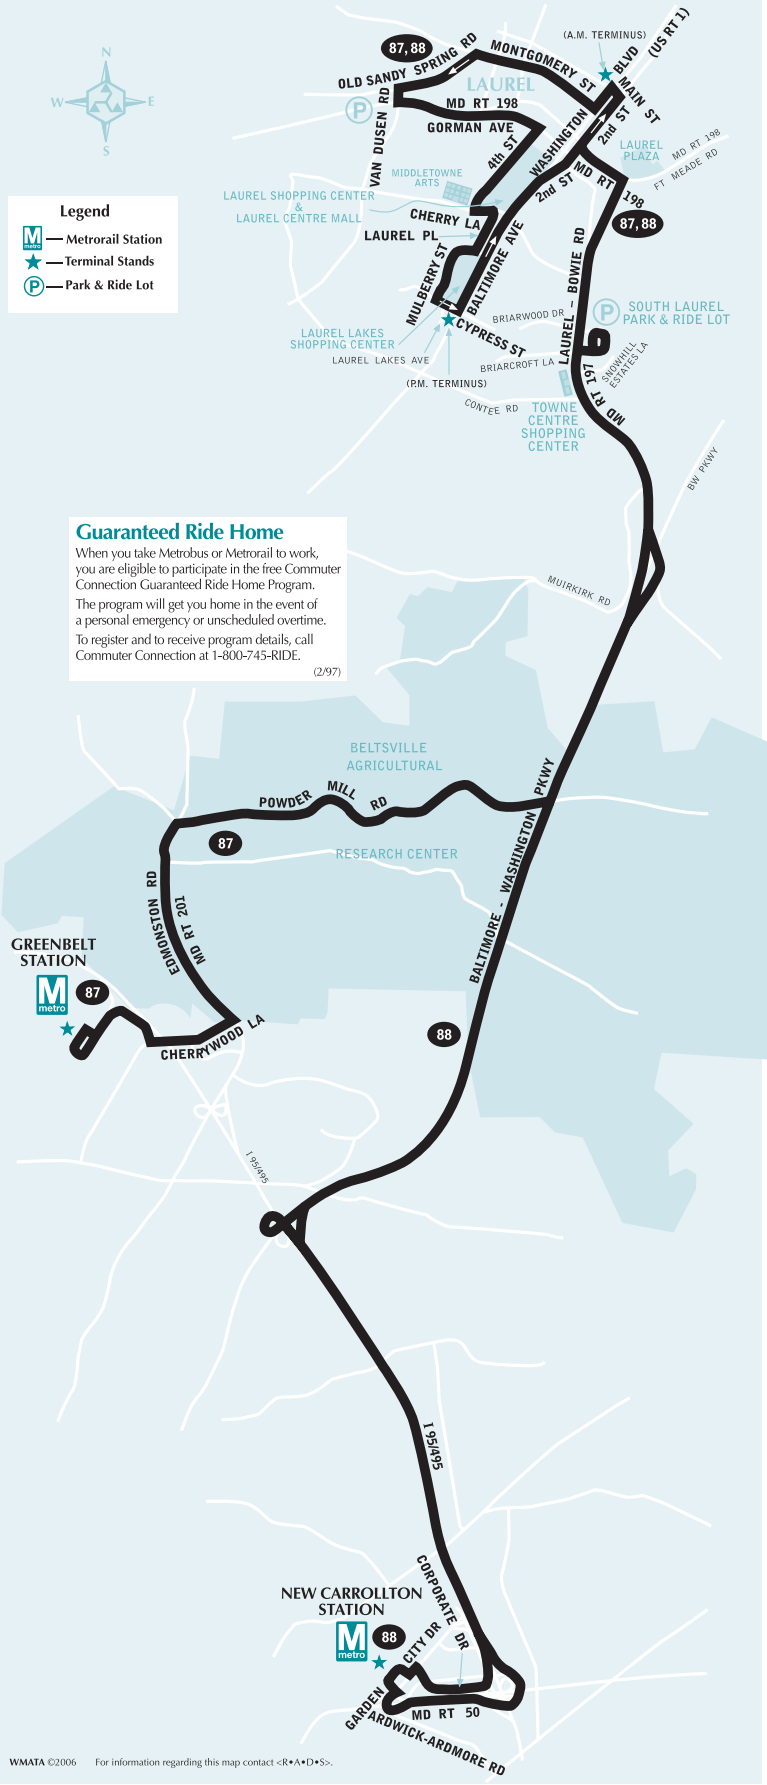 (A.M. TERMINUS)
BLVD
(US RT 1)
87, 88
OLD SANDY SPRING RD
MONTGOMERY ST
MAIN ST
LAUREL
VAN DUSEN RD
P
MD RT 198
GORMAN AVE
WASHINGTON
2nd ST
4th ST
LAUREL
PLAZA
MD RT 198
FT MEADE RD
MIDDLETOWNE
ARTS
2nd ST
MD RT 198
LAUREL SHOPPING CENTER
&
LAUREL CENTRE MALL
CHERRY LA
LAUREL PL
87, 88
MULBERRY ST
BALTIMORE AVE
LAUREL - BOWIE RD
CYPRESS ST
BRIARWOOD DR
P
SOUTH LAUREL
PARK & RIDE LOT
LAUREL LAKES
SHOPPING CENTER
LAUREL LAKES AVE
BRIARCROFT LA
SNOWHILL
ESTATES LA
(P.M. TERMINUS)
CONTEE RD
TOWNE
CENTRE
SHOPPING
CENTER
MD RT 197
BW PKWY
N
W
E
S
Legend
M
metro
Metrorail Station
Terminal Stands
P
Park & Ride Lot
Guaranteed Ride Home
When you take Metrobus or Metrorail to work,
you are eligible to participate in the free Commuter
Connection Guaranteed Ride Home Program.
The program will get you home in the event of
a personal emergency or unscheduled overtime.
To register and to receive program details, call
Commuter Connection at 1-800-745-RIDE.
(2/97)
MUIRKIRK RD
BELTSVILLE
AGRICULTURAL
RESEARCH CENTER
POWDER MILL RD
BALTIMORE - WASHINGTON PKWY
87
EDMONSTON RD
MD RT 201
GREENBELT
STATION
M
metro
87
CHERRYWOOD LA
88
I 95/495
I 95/495
CORPORATE DR
NEW CARROLLTON
STATION
M
metro
88
GARDEN CITY DR
MD RT 50
ARDWICK-ARDMORE RD
WMATA ©2006 For information regarding this map contact <R•A•D•S>.